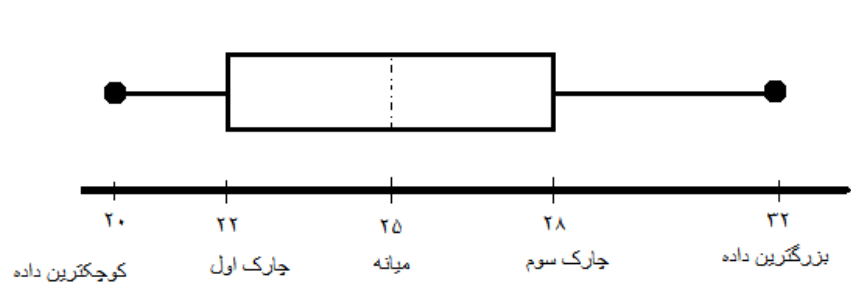 ۲۰ ۲۲ ۲۵ ۲۸ ۳۲
کوچکترین داده چارک اول میانه چارک سوم بزرگترین داده